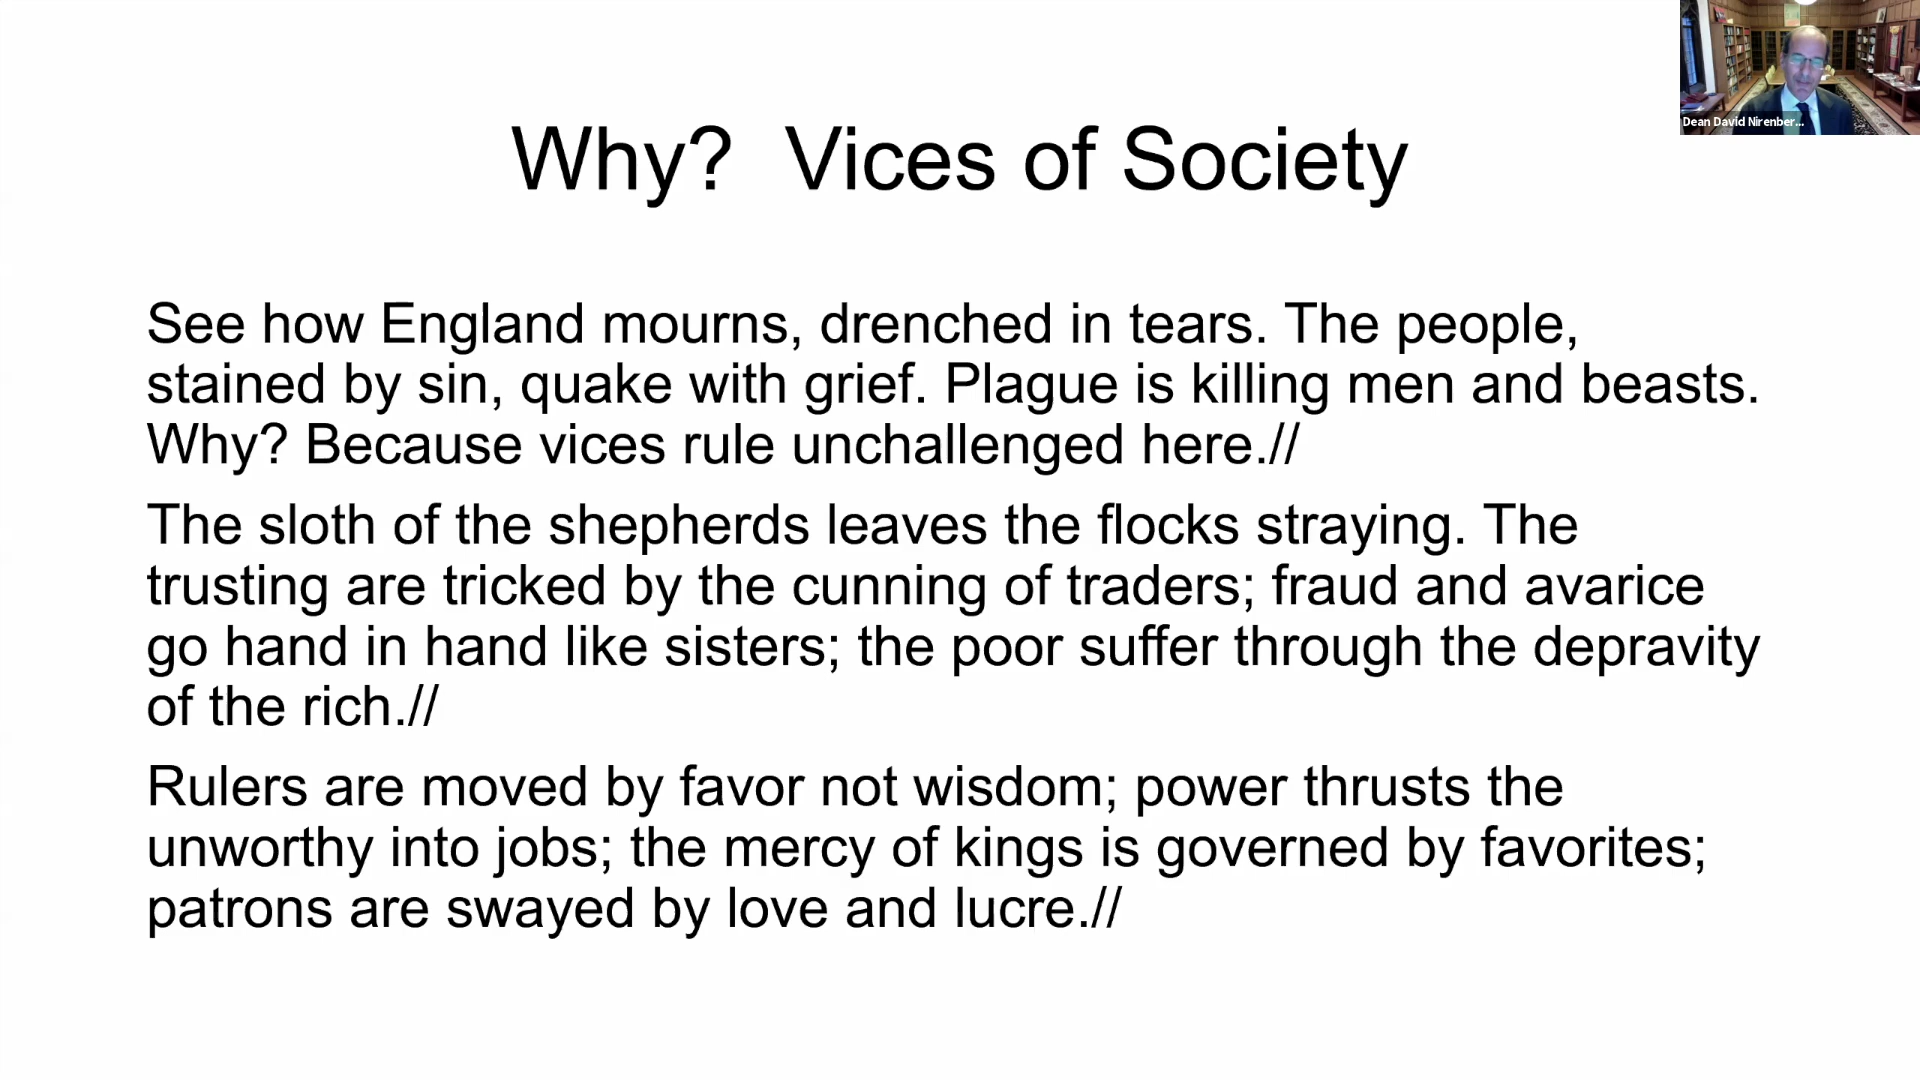 Dean David Nirenber...
Why? Vices of Society
See how England mourns, drenched in tears. The people,
stained by sin, quake with grief. Plague is killing men and beasts.
Why? Because vices rule unchallenged here.//
The sloth of the shepherds leaves the flocks straying. The
trusting are tricked by the cunning of traders; fraud and avarice
go hand in hand like sisters; the poor suffer through the depravity
of the rich.//
Rulers are moved by favor not wisdom; power thrusts the
unworthy into jobs; the mercy of kings is governed by favorites;
patrons are swayed by love and lucre.//